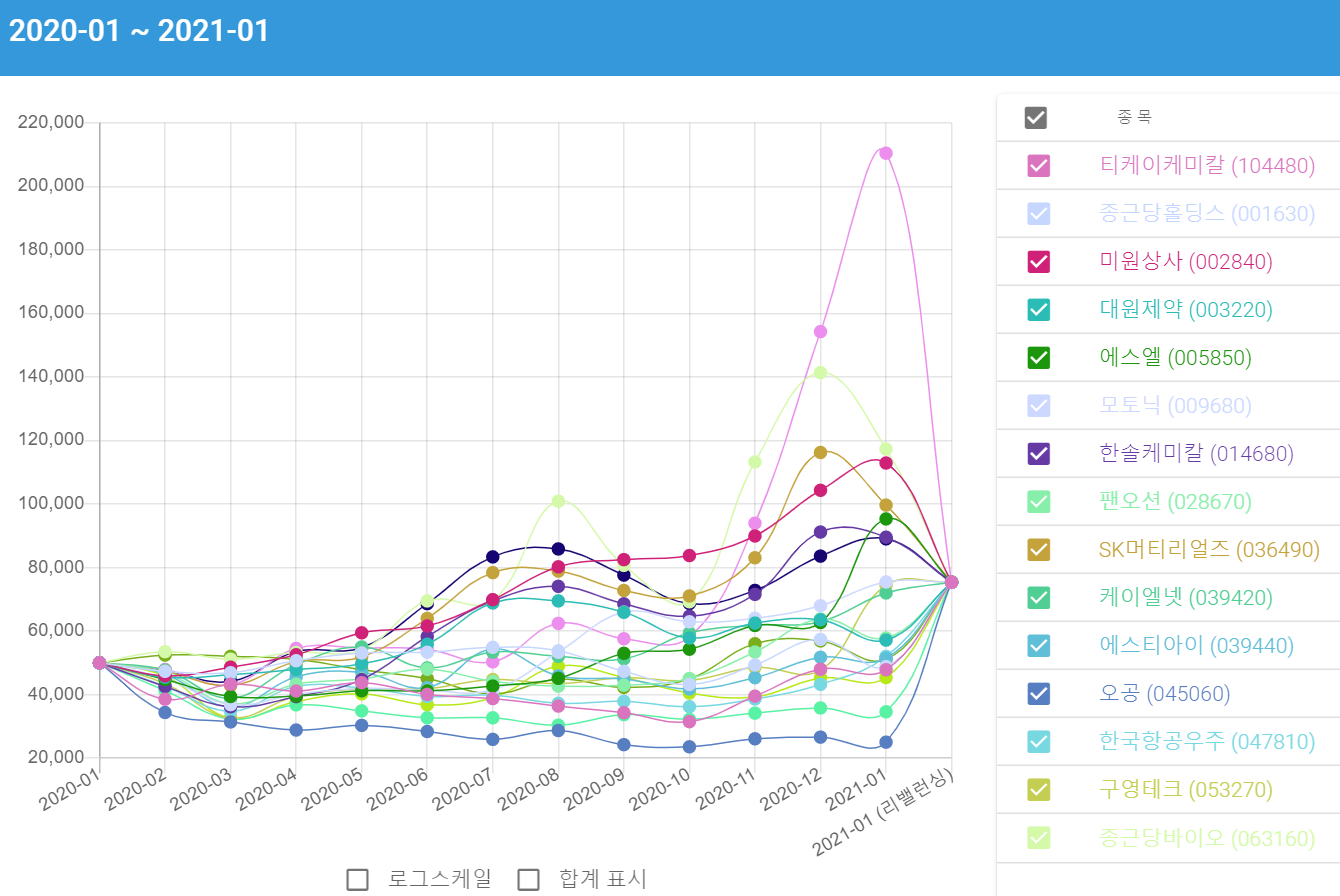 2020-01 ~ 2021-01
220,000
200,000
180,000
160,000
140,000
120,000
100,000
80,000
60,000
40,000
20,000
2020-01
2020-02
2020-03
2020-04
2020-05
2020-06
2020-07
2020-08
2020-09
2020-10
2020-11
2020-12
2021-01
2021-01 (리밸런싱)
로그스케일
합계 표시
종 목
티케이케미칼 (104480)
종근당홀딩스 (001630)
미원상사 (002840)
대원제약 (003220)
에스엘 (005850)
모토닉 (009680)
한솔케미칼 (014680)
팬오션 (028670)
SK머티리얼즈 (036490)
케이엘넷 (039420)
에스티아이 (039440)
오공 (045060)
한국항공우주 (047810)
구영테크 (053270)
종근당바이오 (063160)